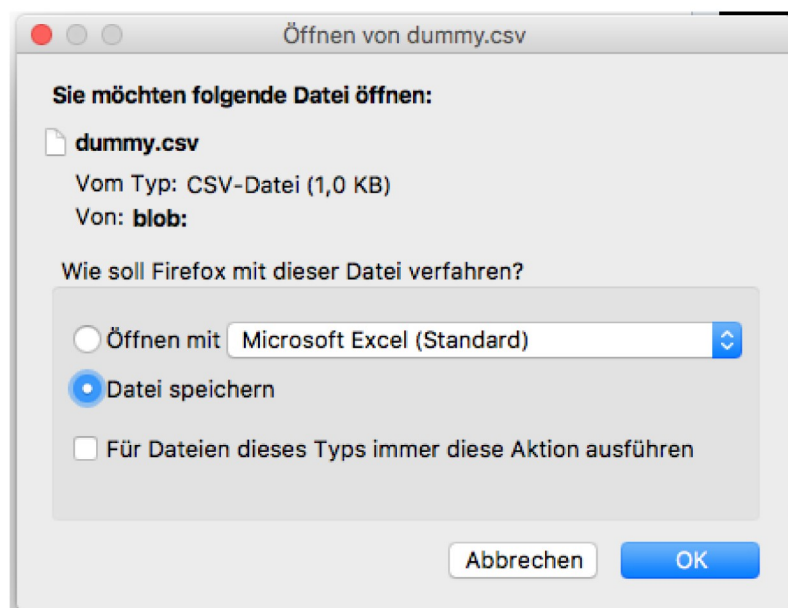 Öffnen von dummy.csv
Sie möchten folgende Datei öffnen:
dummy.csv
Vom Typ: CSV-Datei (1,0 KB)
Von: blob:
Wie soll Firefox mit dieser Datei verfahren?
Öffnen mit Microsoft Excel (Standard)
Datei speichern
Für Dateien dieses Typs immer diese Aktion ausführen
Abbrechen OK